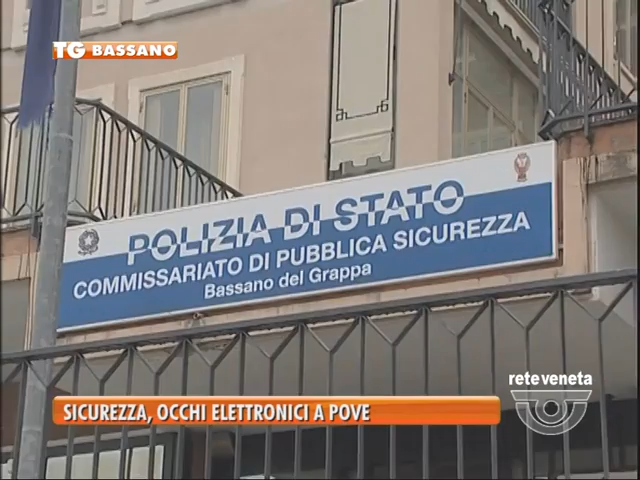 TG BASSANO
POLIZIA DI STATO
COMMISSARIATO DI PUBBLICA SICUREZZA
Bassano del Grappa
SICUREZZA, OCCHI ELETTRONICI A POVE
reteveneta